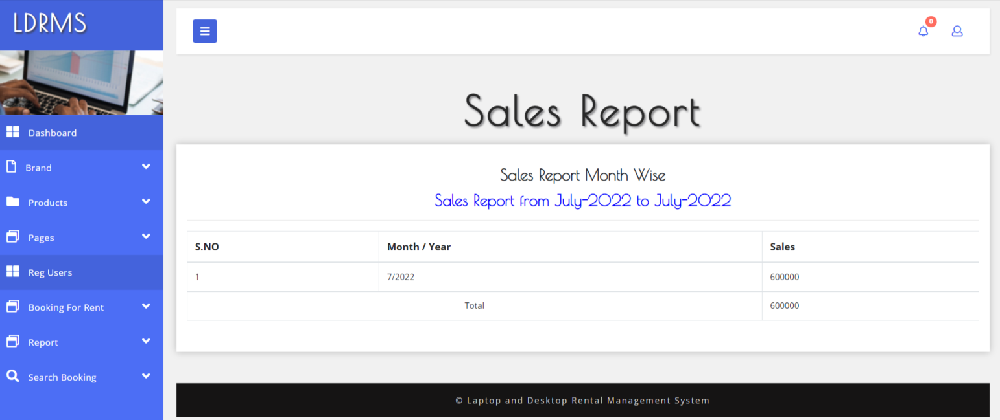 LDRMS
0
Dashboard
Brand
Products
Pages
Reg Users
Booking For Rent
Report
Search Booking
Sales Report
Sales Report Month Wise
Sales Report from July-2022 to July-2022
S.NO Month / Year Sales
1 7/2022 600000
Total 600000
© Laptop and Desktop Rental Management System